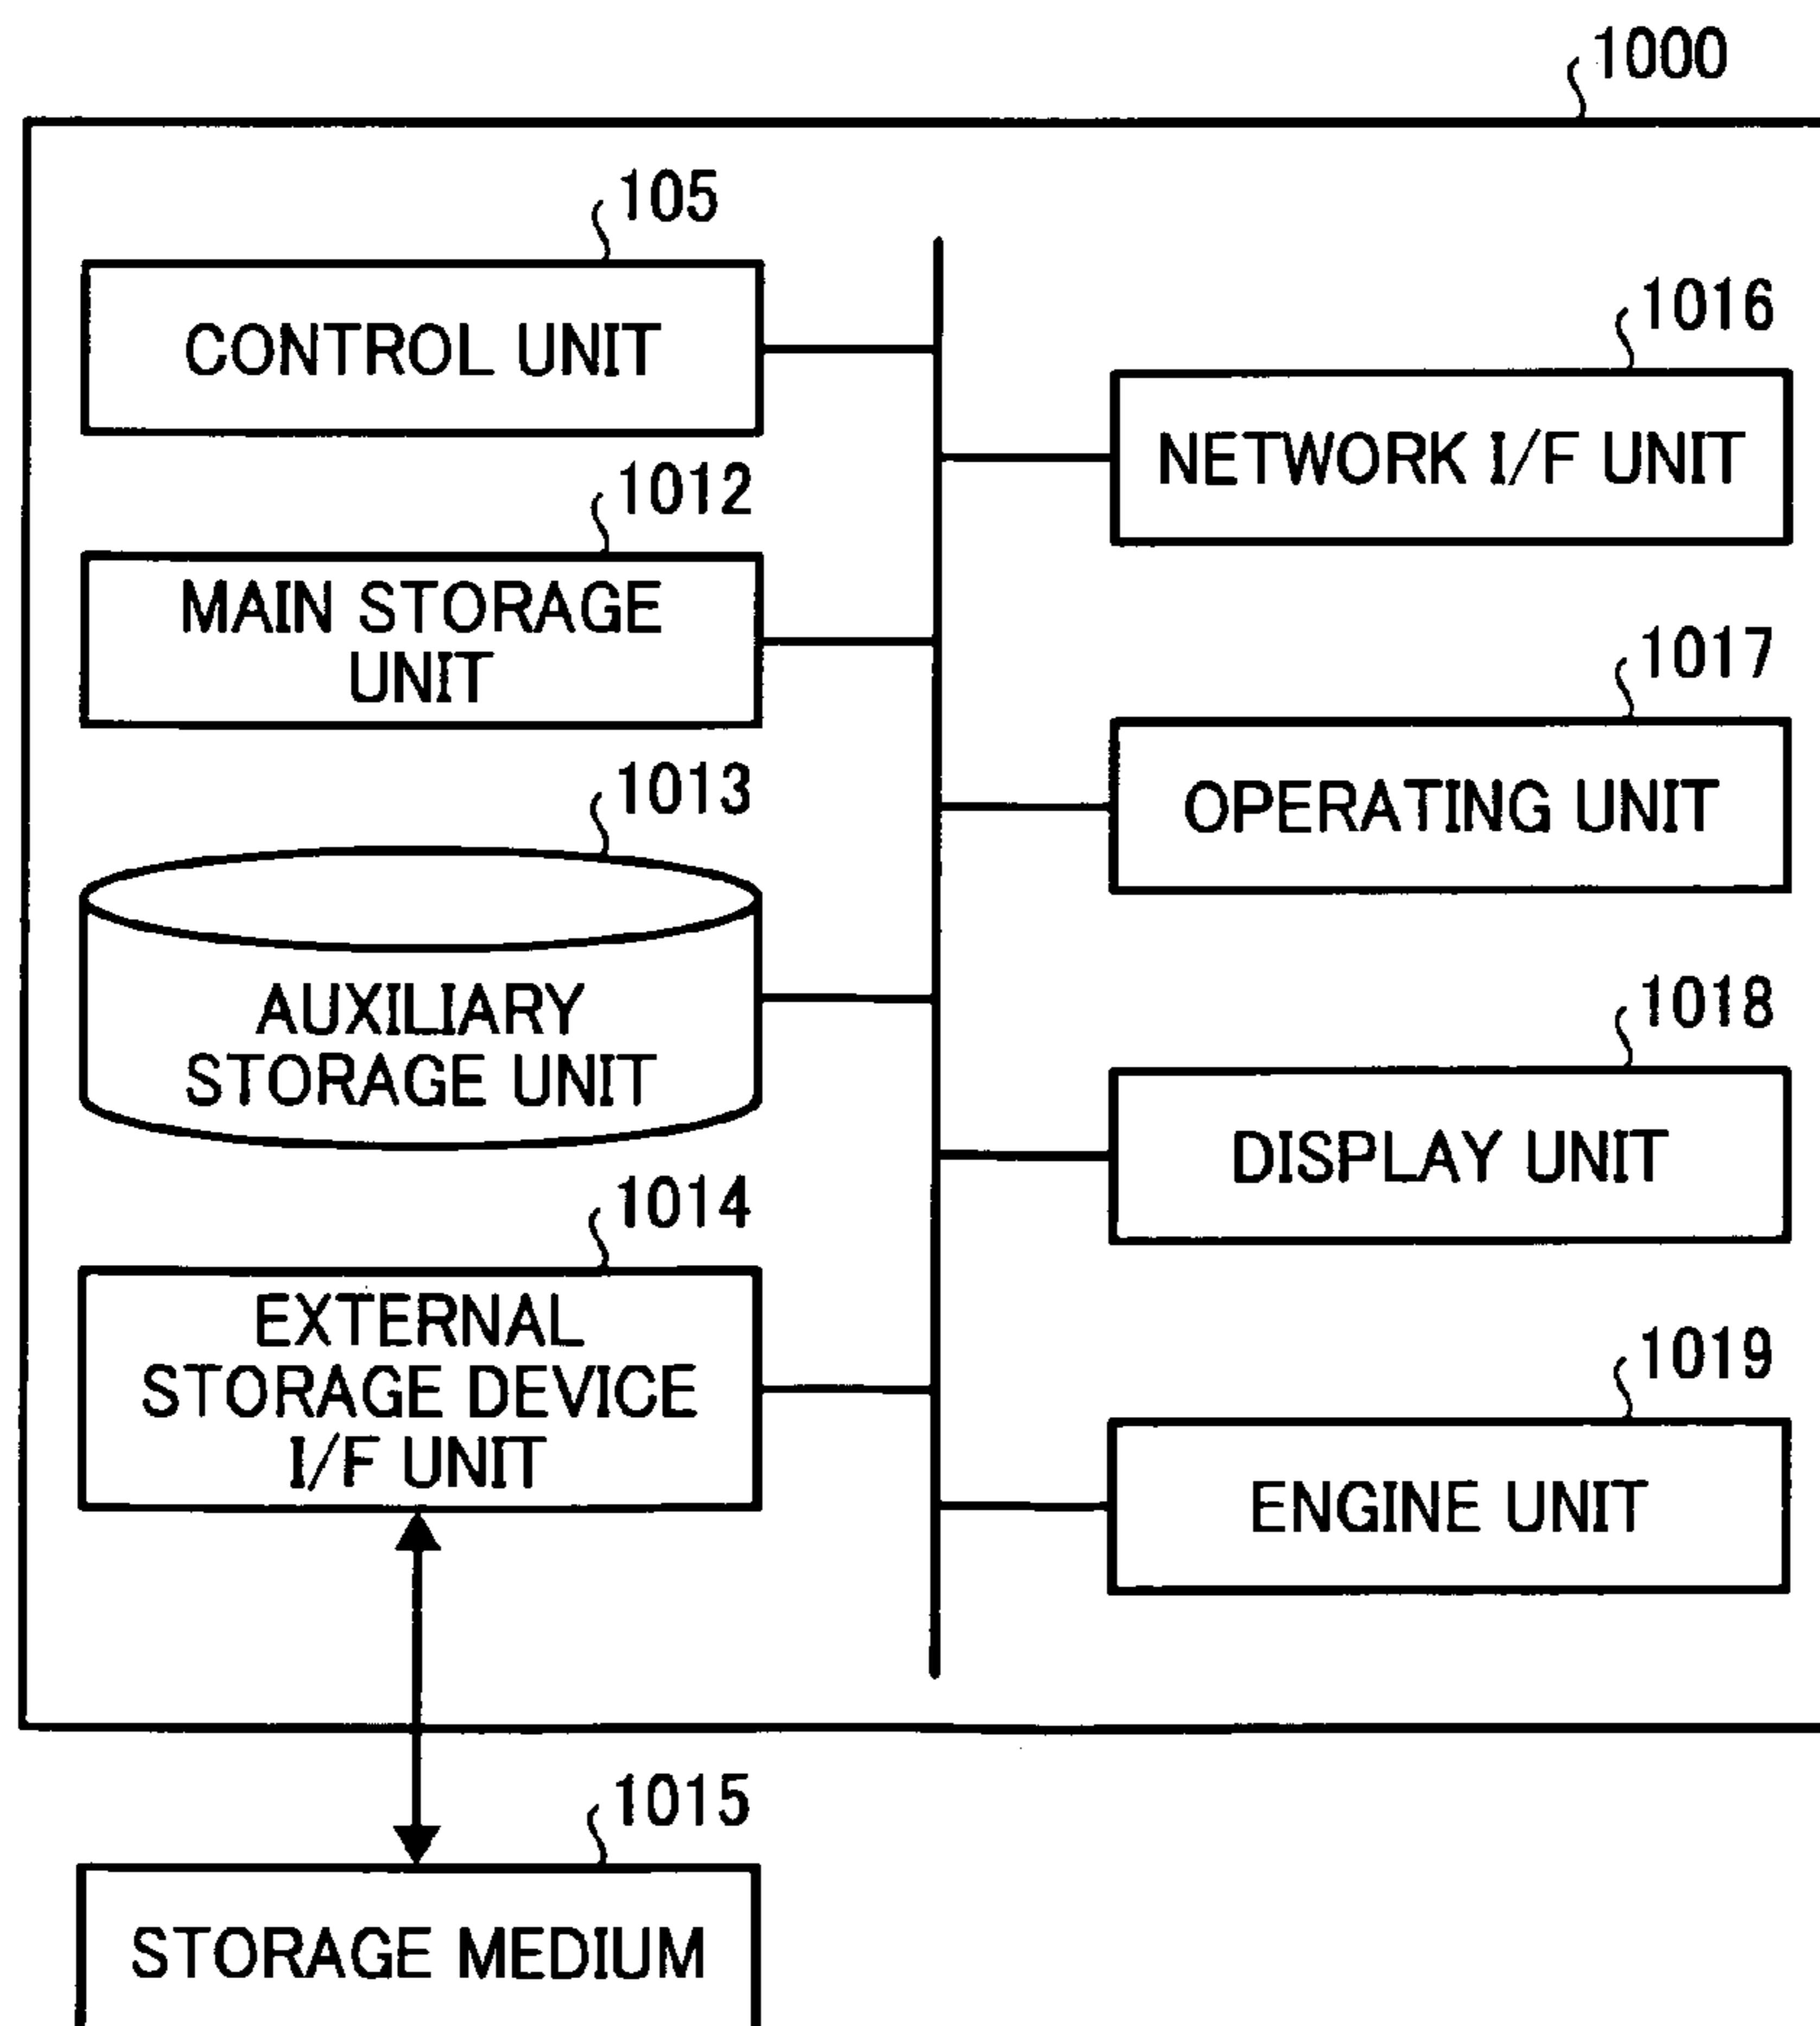 1000
105
CONTROL UNIT
1012
MAIN STORAGE
UNIT
1013
AUXILIARY
STORAGE UNIT
1014
EXTERNAL
STORAGE DEVICE
I/F UNIT
1016
NETWORK I/F UNIT
1017
OPERATING UNIT
1018
DISPLAY UNIT
1019
ENGINE UNIT
1015
STORAGE MEDIUM